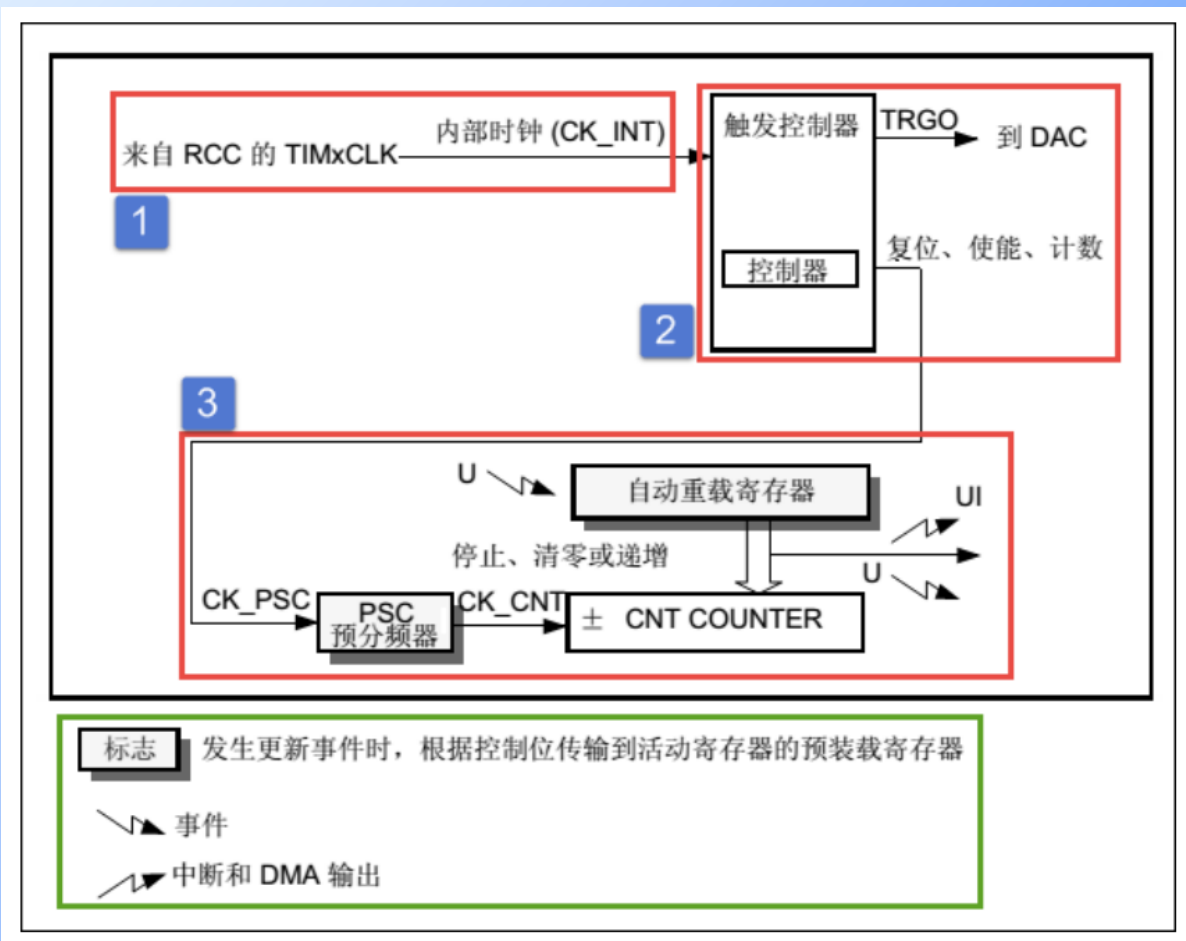 来自 RCC 的 TIMxCLK
内部时钟 (CK_INT)
1
触发控制器
TRGO
到 DAC
控制器
复位、使能、计数
2
3
U
自动重载寄存器
UI
停止、清零或递增
U
CK_PSC
PSC
预分频器
CK_CNT
± CNT COUNTER
标志
发生更新事件时，根据控制位传输到活动寄存器的预装载寄存器
事件
中断和 DMA 输出